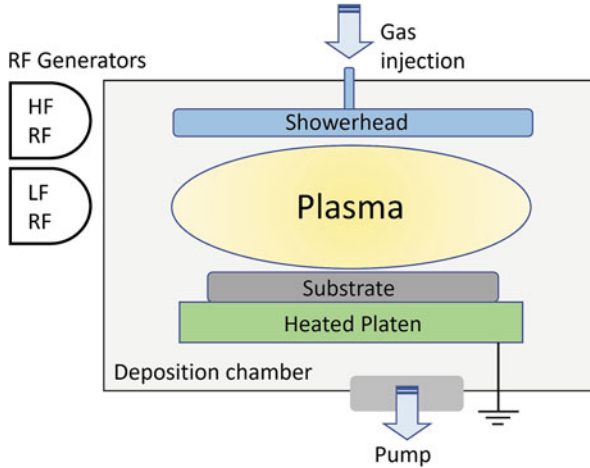 Gas
injection
RF Generators
HF
RF
LF
RF
Showerhead
Plasma
Substrate
Heated Platen
Deposition chamber
Pump